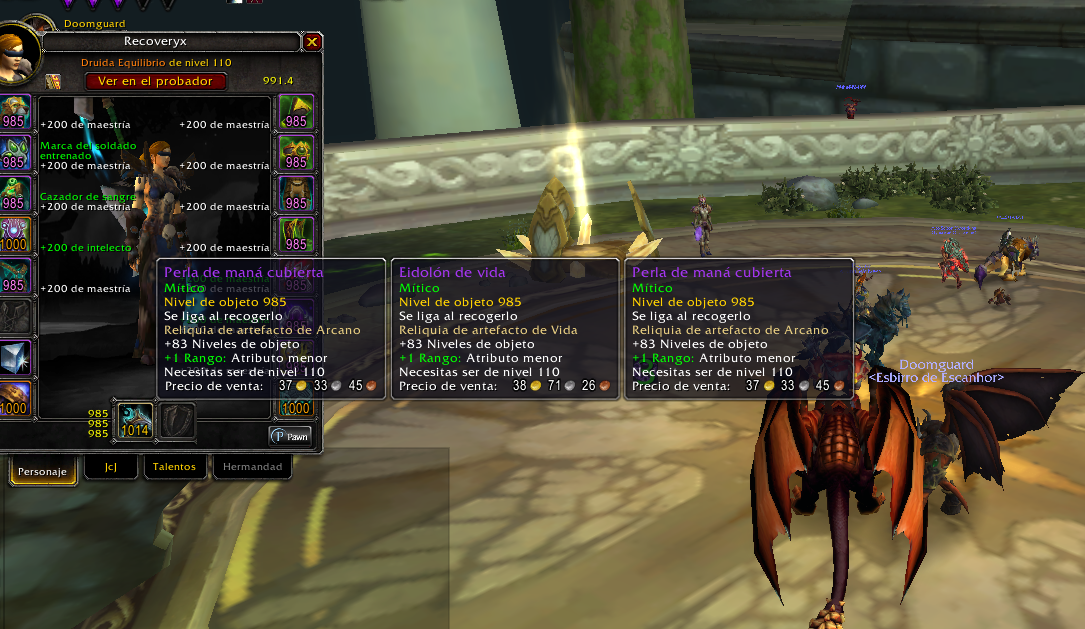 Doomguard
Recoveryx
Druida Equilibrio de nivel 110
Ver en el probador
991.4
985
985
+200 de maestría
+200 de maestría
Marca del soldado
entrenado
985
985
+200 de maestría
+200 de maestría
Cazador de sangre
985
+200 de maestría
+200 de maestría
1000
985
+200 de intelecto
+200 de maestría
985
+200 de maestría
Perla de maná cubierta
Mítico
Nivel de objeto 985
Se liga al recogerlo
Reliquia de artefacto de Arcano
+83 Niveles de objeto
+1 Rango: Atributo menor
Necesitas ser de nivel 110
Precio de venta: 37 33 45
Eidolón de vida
Mítico
Nivel de objeto 985
Se liga al recogerlo
Reliquia de artefacto de Vida
+83 Niveles de objeto
+1 Rango: Atributo menor
Necesitas ser de nivel 110
Precio de venta: 38 71 26
Perla de maná cubierta
Mítico
Nivel de objeto 985
Se liga al recogerlo
Reliquia de artefacto de Arcano
+83 Niveles de objeto
+1 Rango: Atributo menor
Necesitas ser de nivel 110
Precio de venta: 37 33 45
Doomguard
<Esbirro de Escanhor>
1000
1000
985
985
985
1014
Pawn
Personaje
JcJ
Talentos
Hermandad